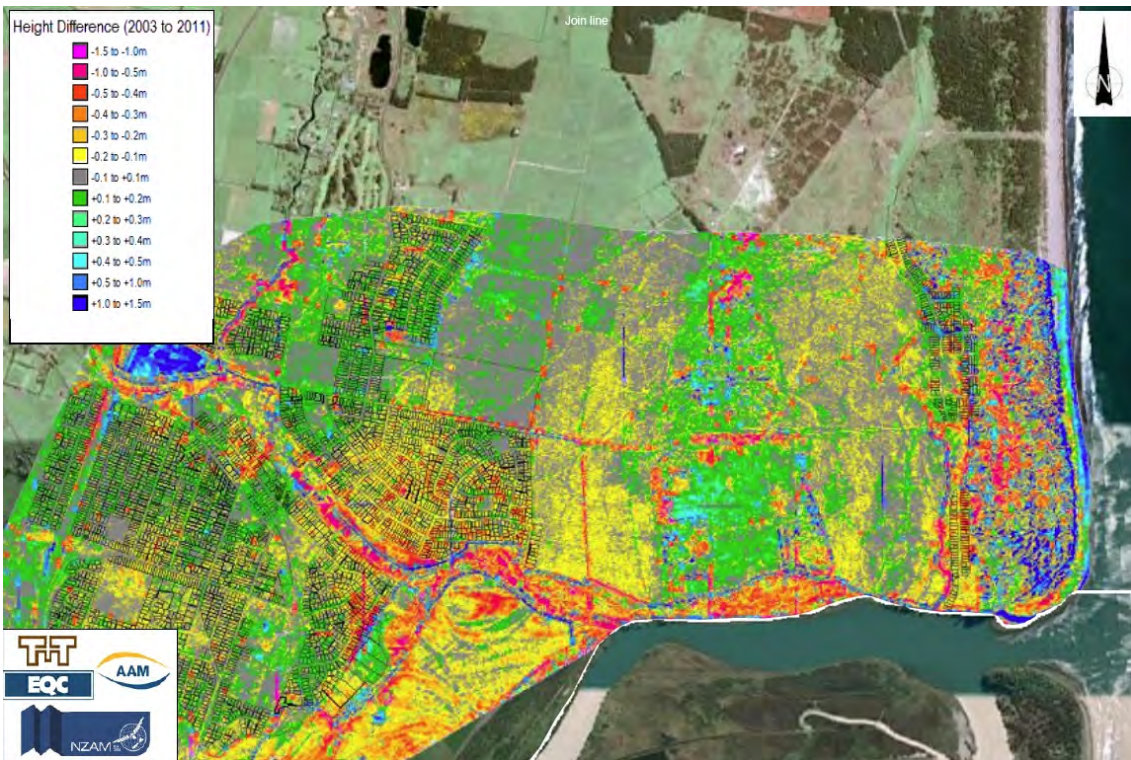 Height Difference (2003 to 2011)
-1.5 to -1.0m
-1.0 to -0.5m
-0.5 to -0.4m
-0.4 to -0.3m
-0.3 to -0.2m
-0.2 to -0.1m
-0.1 to +0.1m
+0.1 to +0.2m
+0.2 to +0.3m
+0.3 to +0.4m
+0.4 to +0.5m
+0.5 to +1.0m
+1.0 to +1.5m
Join line
N
T+T
EQC
AAM
NZAM